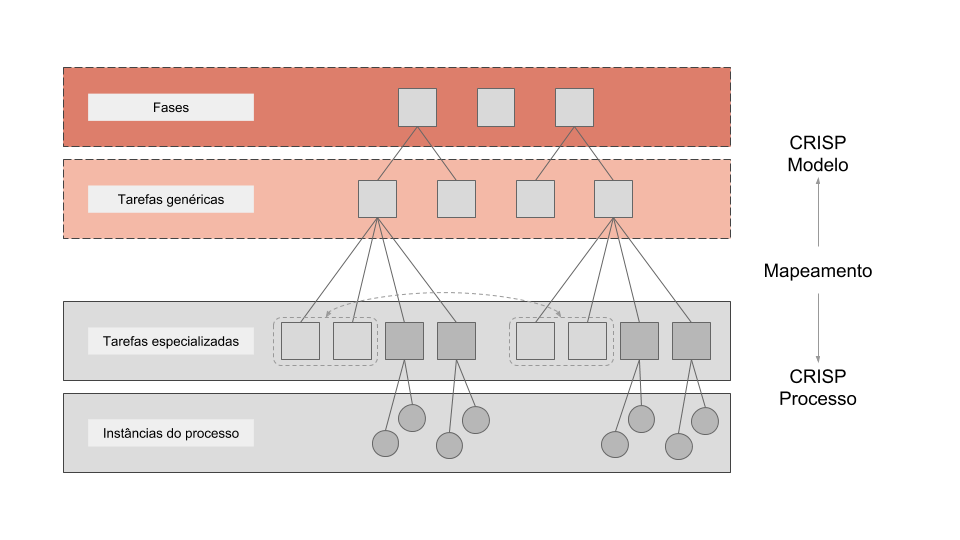 Fases
Tarefas genéricas
Tarefas especializadas
Instâncias do processo
CRISP
Modelo
Mapeamento
CRISP
Processo